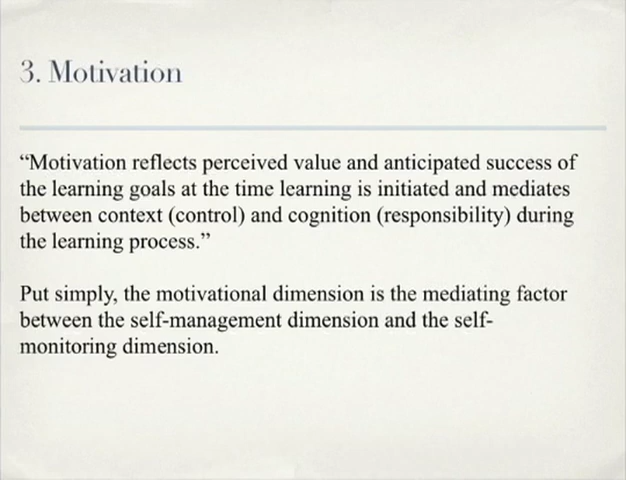 3. Motivation
“Motivation reflects perceived value and anticipated success of
the learning goals at the time learning is initiated and mediates
between context (control) and cognition (responsibility) during
the learning process.”
Put simply, the motivational dimension is the mediating factor
between the self-management dimension and the self-
monitoring dimension.